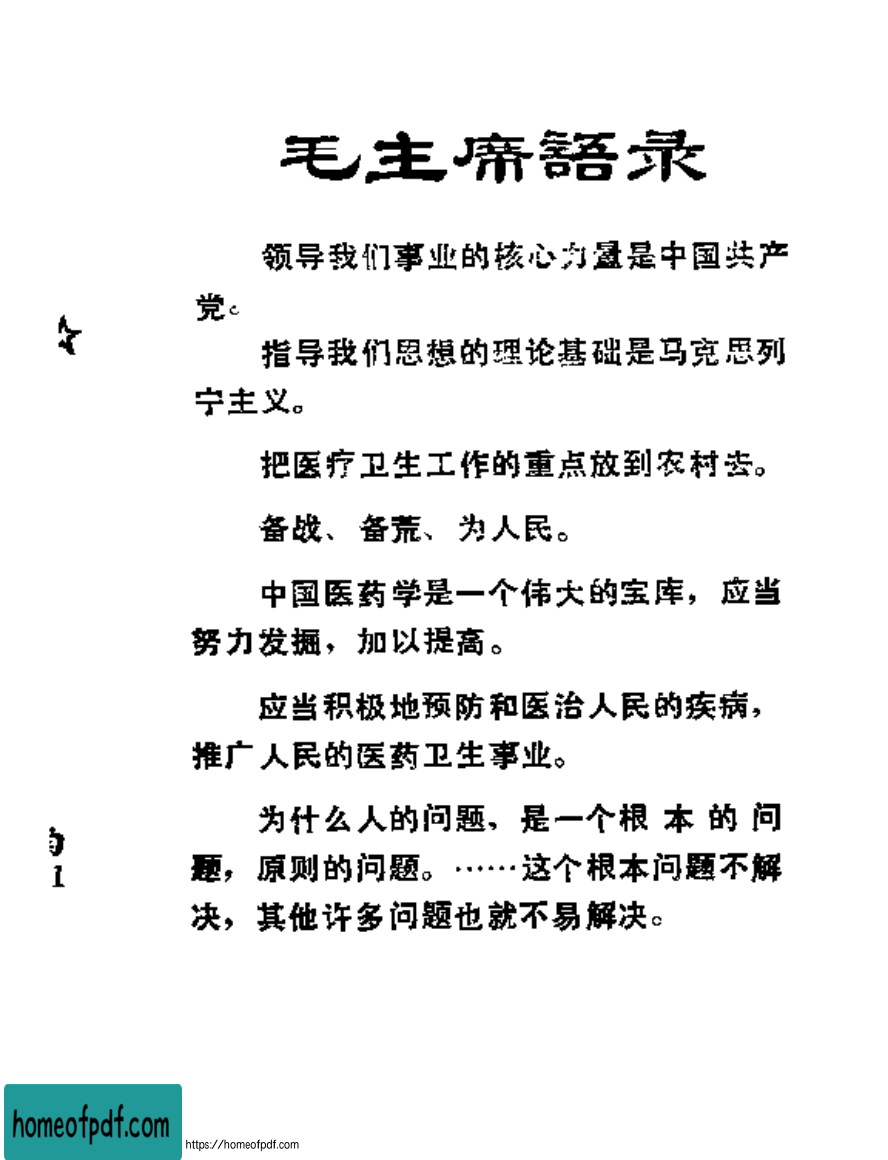 毛主席語录
领导我们事业的核心力量是中国共产
党。
指导我们思想的理论基础是马克思列
宁主义。
把医疗卫生工作的重点放到农村去。
备战、备荒、为人民。
中国医药学是一个伟大的宝库，应当
努力发掘，加以提高。
应当积极地预防和医治人民的疾病，
推广人民的医药卫生事业。
为什么人的问题，是一个根本的问
题，原则的问题。……这个根本问题不解
决，其他许多问题也就不易解决。
1
homeofpdf.com
https://homeofpdf.com